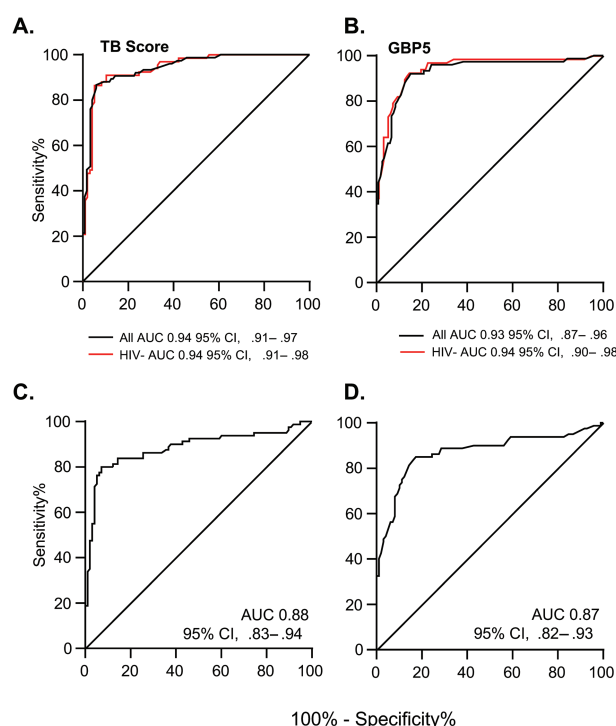 A.
B.
TB Score
GBP5
100
80
60
40
20
0
Sensitivity%
0 20 40 60 80 100
100
80
60
40
20
0
0 20 40 60 80 100
All AUC 0.94 95% CI, .91– .97
HIV- AUC 0.94 95% CI, .91– .98
All AUC 0.93 95% CI, .87– .96
HIV- AUC 0.94 95% CI, .90– .98
C.
D.
100
80
60
40
20
0
Sensitivity%
AUC 0.88
95% CI, .83– .94
0 20 40 60 80 100
100
80
60
40
20
0
AUC 0.87
95% CI, .82– .93
0 20 40 60 80 100
100% - Specificity%